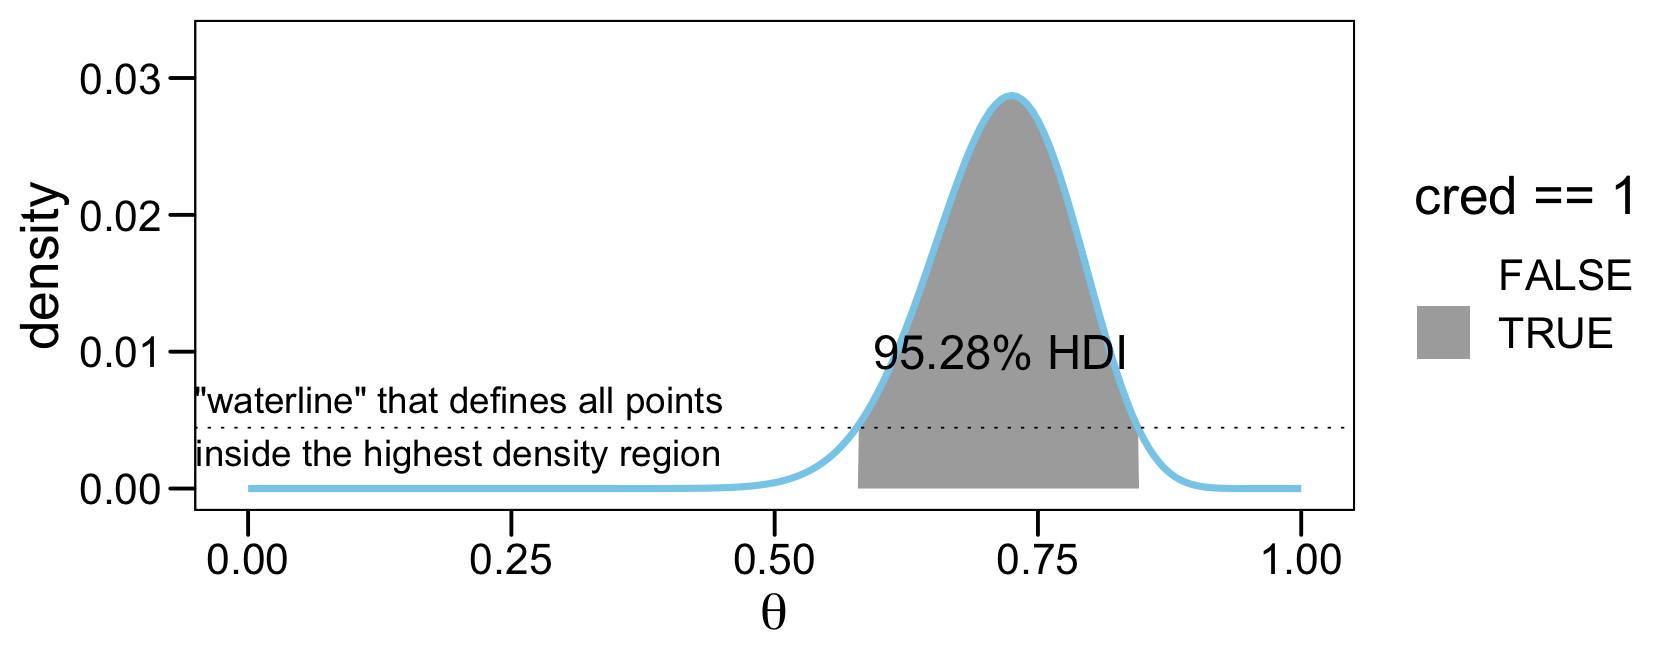 density
0.03
0.02
0.01
0.00
"waterline" that defines all points
inside the highest density region
95.28% HDI
0.00 0.25 0.50 0.75 1.00
θ
cred == 1
FALSE
TRUE